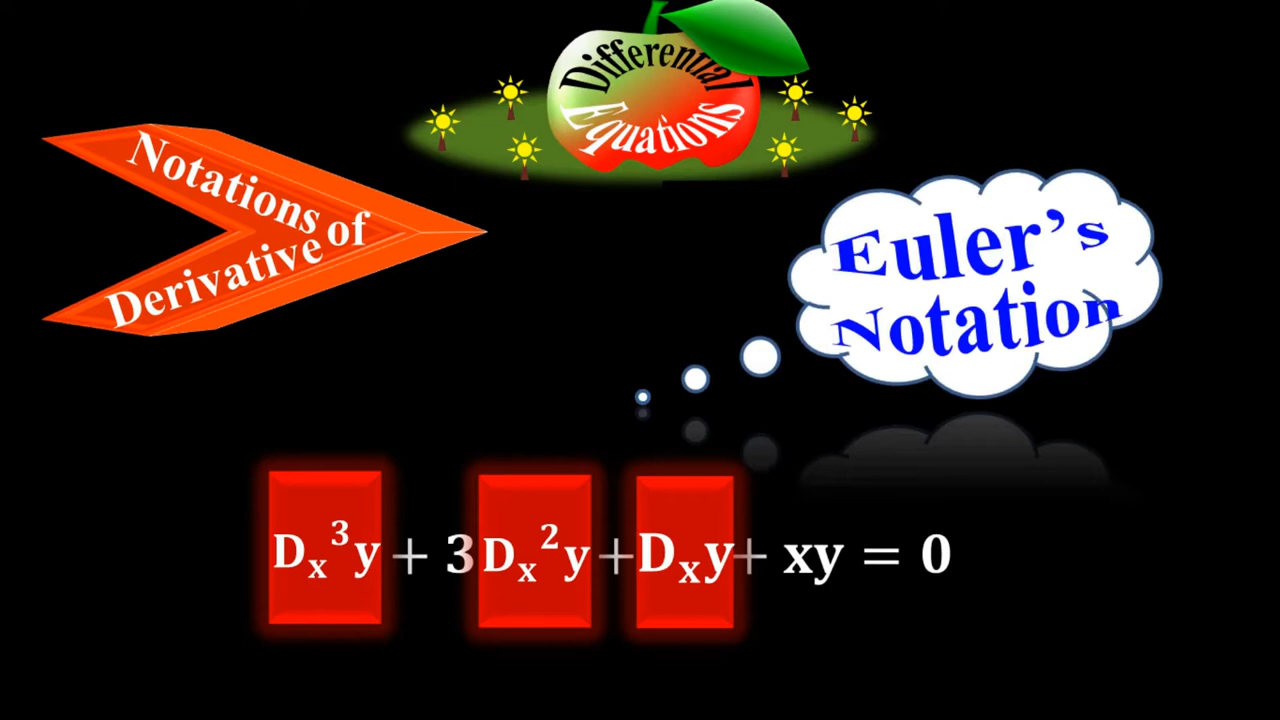 Differential
Equations
Notations of
Derivative
Euler's
Notation
Dₓ³y + 3Dₓ²y + Dₓy + xy = 0